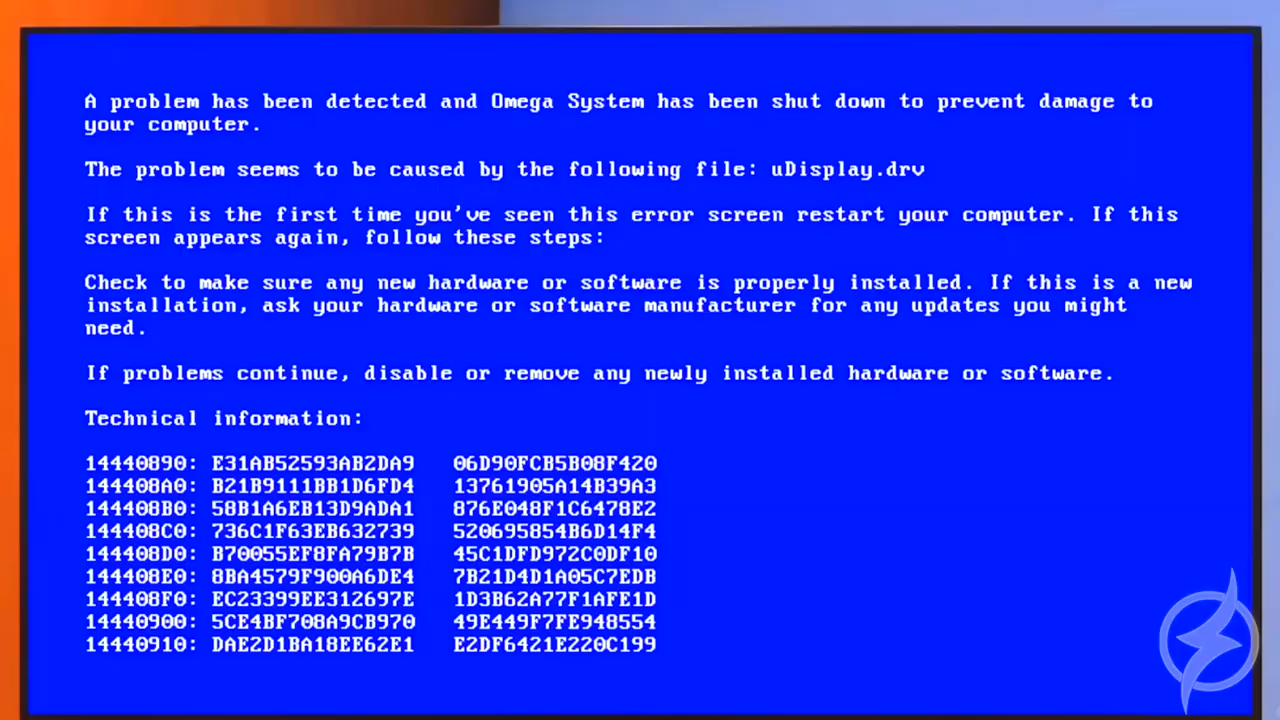 A problem has been detected and Omega System has been shut down to prevent damage to
your computer.
The problem seems to be caused by the following file: uDisplay.drv
If this is the first time you've seen this error screen restart your computer. If this
screen appears again, follow these steps:
Check to make sure any new hardware or software is properly installed. If this is a new
installation, ask your hardware or software manufacturer for any updates you might
need.
If problems continue, disable or remove any newly installed hardware or software.
Technical information:
14440890: E31AB52593AB2DA9 06D90FCB5B08F420
144408A0: B21B9111BB1D6FD4 13761905A14B39A3
144408B0: 58B1A6EB13D9ADA1 876E048F1C6478E2
144408C0: 736C1F63EB632739 520695854B6D14F4
144408D0: B70055EF8FA79B7B 45C1DFD972C0DF10
144408E0: 8BA4579F900A6DE4 7B21D4D1A05C7EDB
144408F0: EC23399EE312697E 1D3B62A77F1AFE1D
14440900: 5CE4BF708A9CB970 49E449F7FE948554
14440910: DAE2D1BA18EE62E1 E2DF6421E220C199